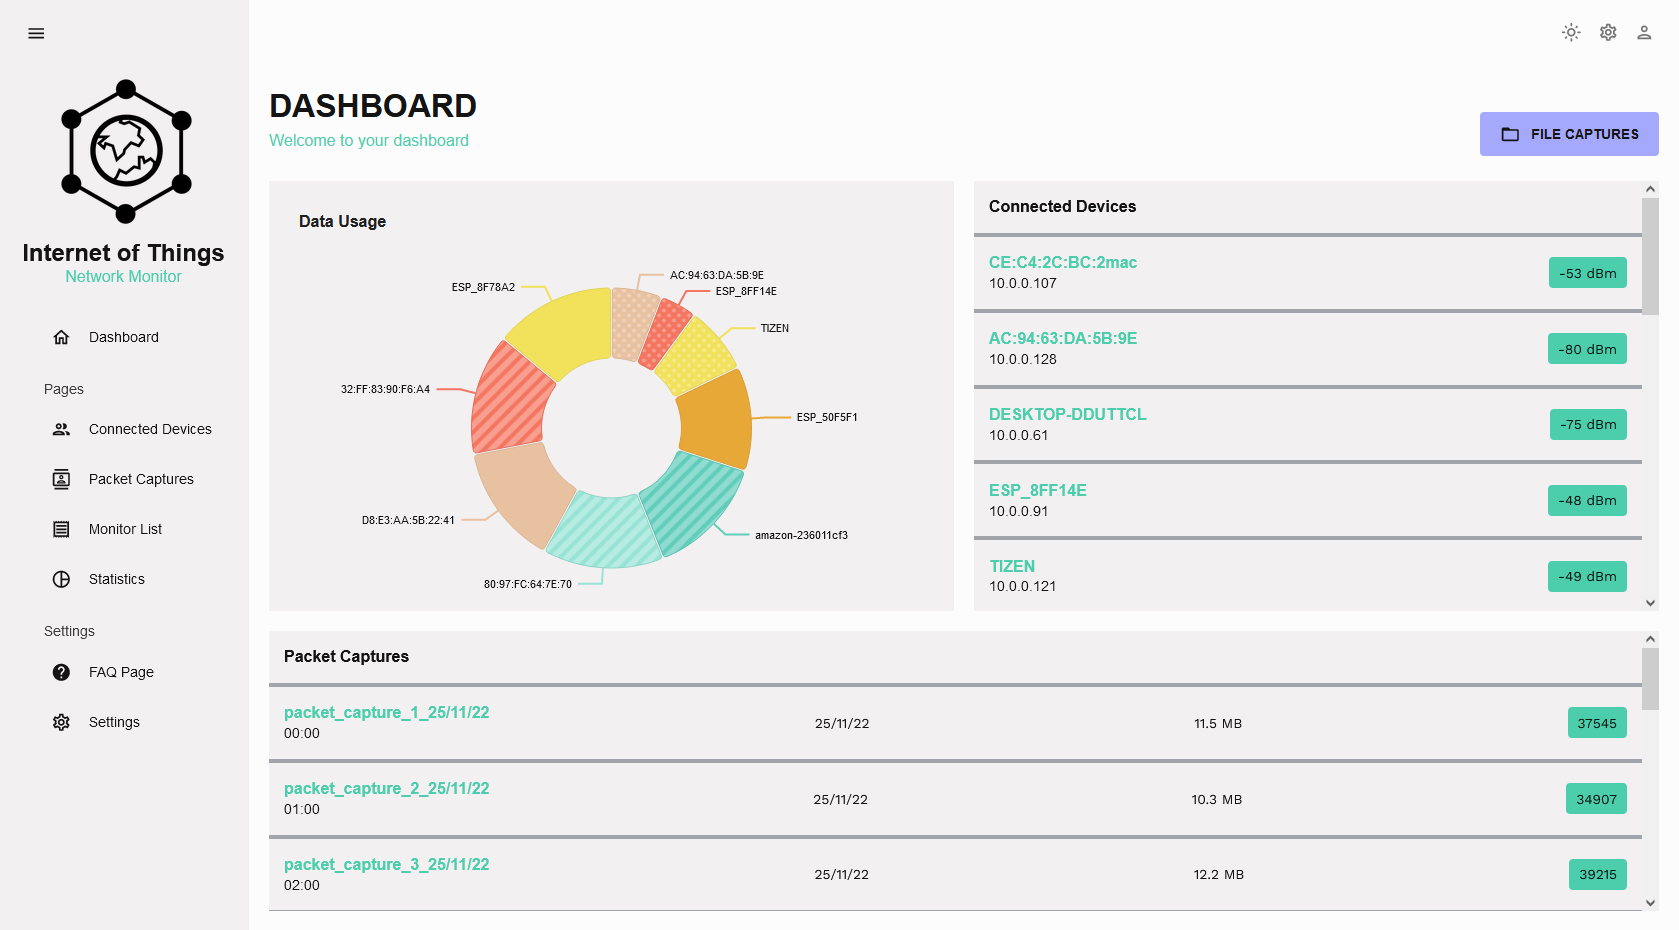 Internet of Things
Network Monitor
Dashboard
Pages
Connected Devices
Packet Captures
Monitor List
Statistics
Settings
FAQ Page
Settings
DASHBOARD
Welcome to your dashboard
FILE CAPTURES
Data Usage
AC:94:63:DA:5B:9E
ESP_8FF14E
TIZEN
ESP_50F5F1
amazon-236011cf3
80:97:FC:64:7E:70
D8:E3:AA:5B:22:41
32:FF:83:90:F6:A4
ESP_8F78A2
Connected Devices
CE:C4:2C:BC:2mac
10.0.0.107
-53 dBm
AC:94:63:DA:5B:9E
10.0.0.128
-80 dBm
DESKTOP-DDUTTCL
10.0.0.61
-75 dBm
ESP_8FF14E
10.0.0.91
-48 dBm
TIZEN
10.0.0.121
-49 dBm
Packet Captures
packet_capture_1_25/11/22
00:00
25/11/22
11.5 MB
37545
packet_capture_2_25/11/22
01:00
25/11/22
10.3 MB
34907
packet_capture_3_25/11/22
02:00
25/11/22
12.2 MB
39215